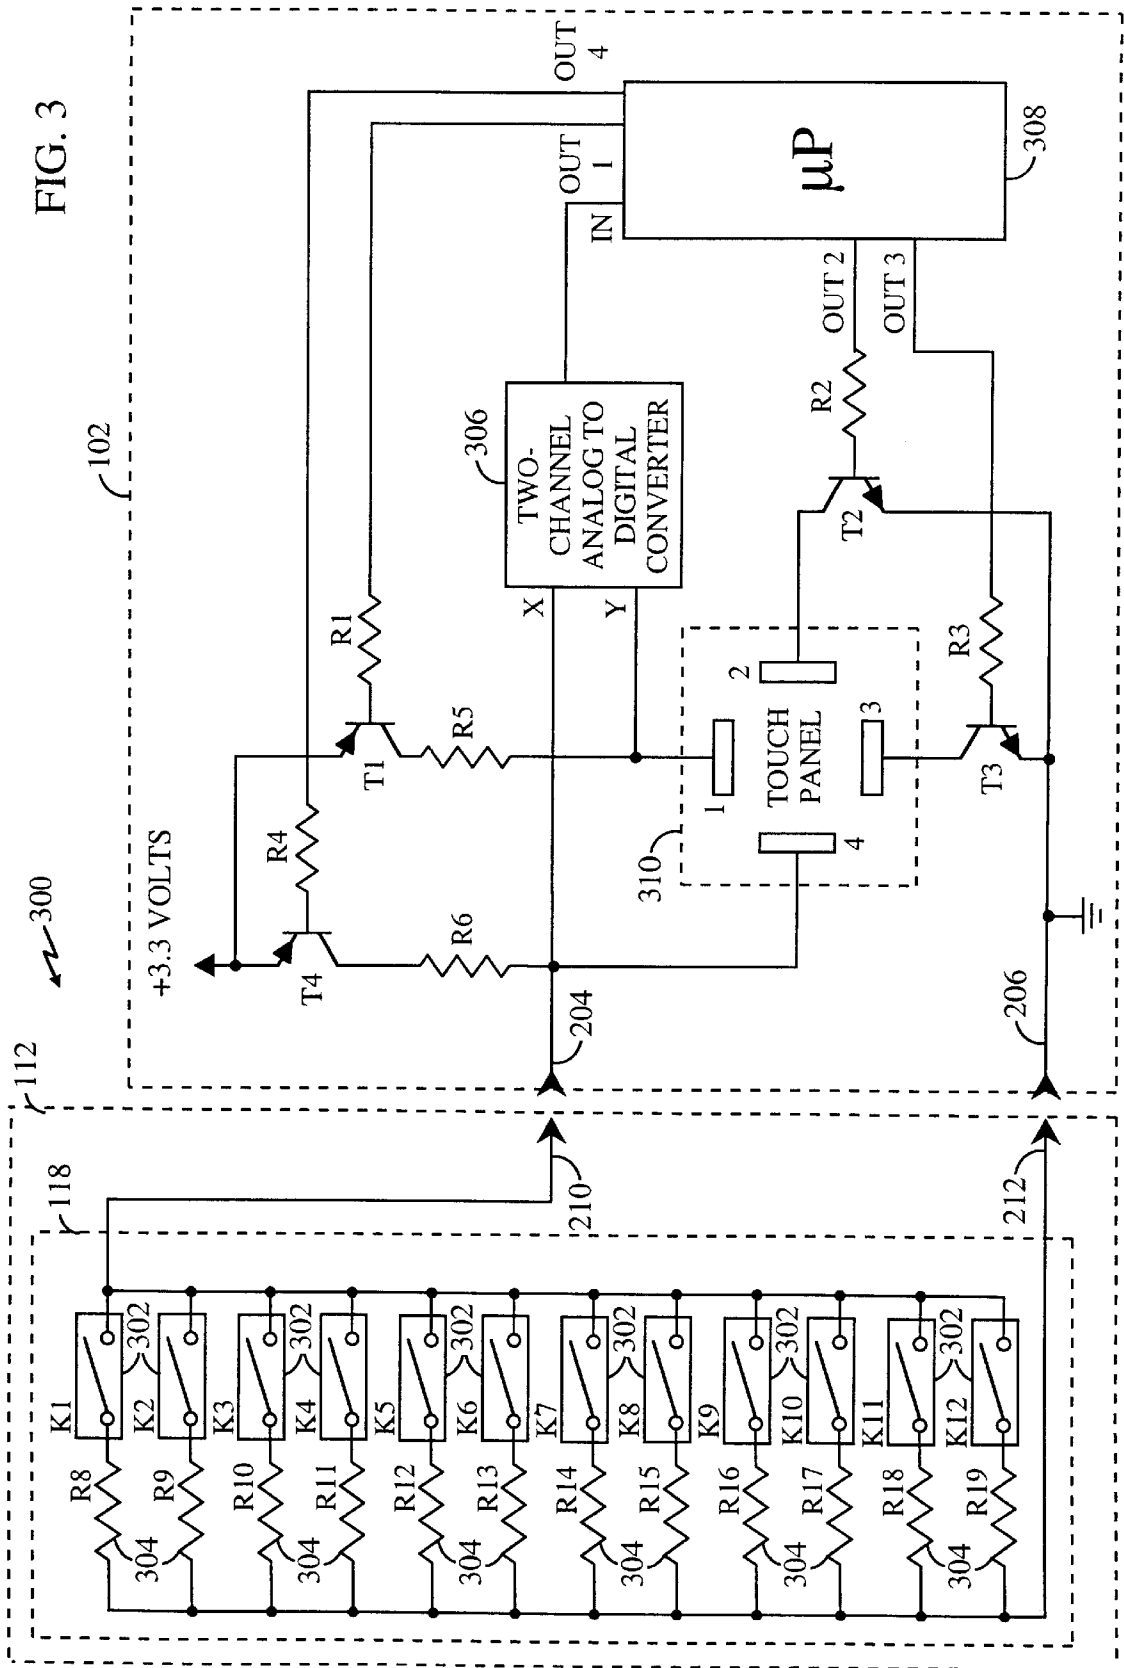 FIG. 3
300
112
118
102
+3.3 VOLTS
T4
R4
R6
T1
R1
R5
OUT
4
OUT
1
IN
µP
308
306
TWO-
CHANNEL
ANALOG TO
DIGITAL
CONVERTER
X
Y
OUT 2
OUT 3
R2
T2
R3
T3
310
TOUCH
PANEL
1
2
3
4
204
206
210
212
K1
K2
302
R8
R9
304
K3
K4
302
R10
R11
304
K5
K6
302
R12
R13
304
K7
K8
302
R14
R15
304
K9
K10
302
R16
R17
304
K11
K12
302
R18
R19
304